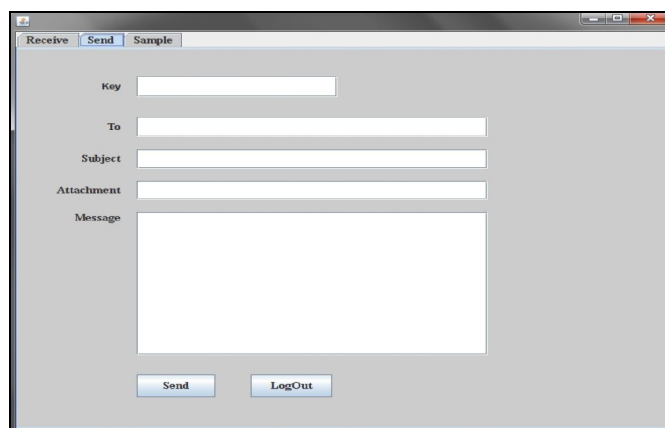 Receive Send Sample
Key
To
Subject
Attachment
Message
Send LogOut